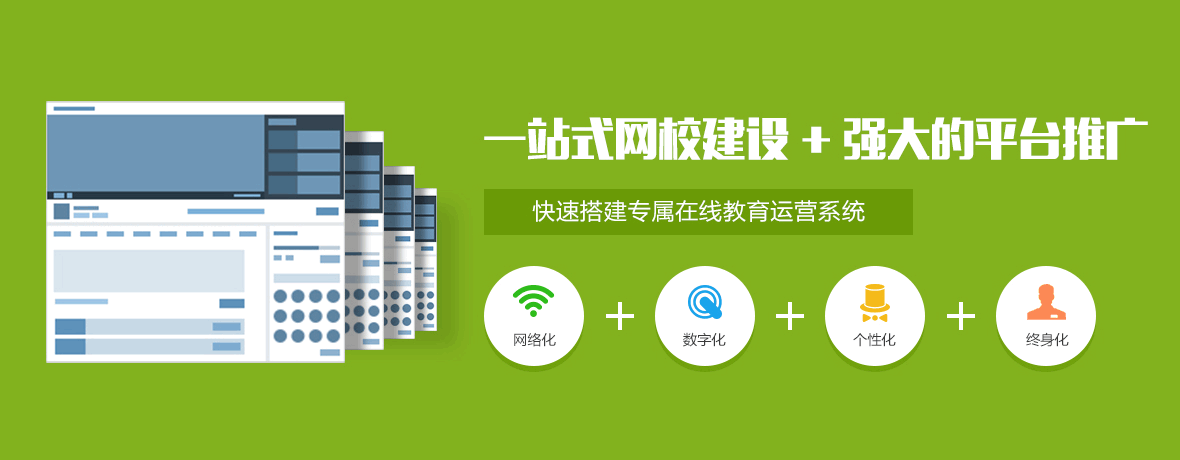 一站式网校建设 + 强大的平台推广
快速搭建专属在线教育运营系统
网络化 + 数字化 + 个性化 + 终身化